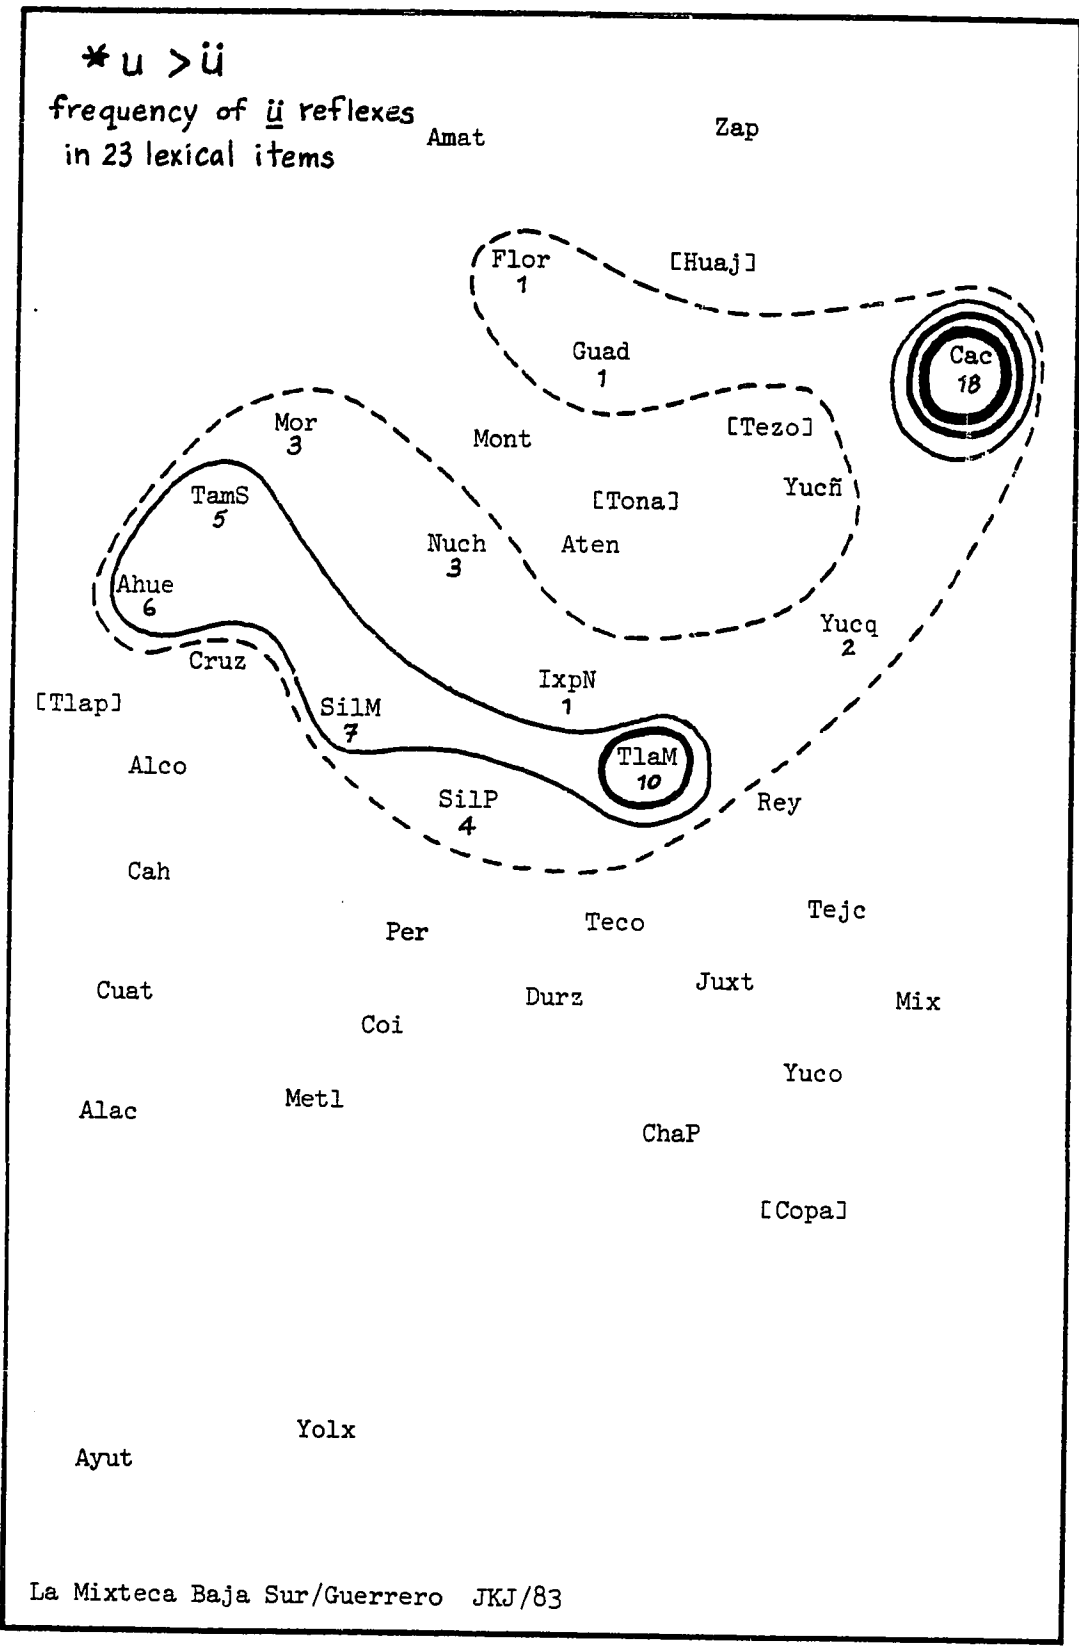 *u >ü
frequency of ü reflexes
in 23 lexical items
Amat
Zap
Flor
1
[Huaj]
Guad
1
Cac
18
Mor
3
Mont
[Tezo]
TamS
5
[Tona]
Yucñ
Nuch
3
Aten
Ahue
6
Yucq
2
Cruz
IxpN
1
[Tlap]
SilM
7
TlaM
10
Alco
SilP
4
Rey
Cah
Per
Teco
Tejc
Cuat
Durz
Juxt
Mix
Coi
Yuco
Alac
Metl
ChaP
[Copa]
Yolx
Ayut
La Mixteca Baja Sur/Guerrero JKJ/83